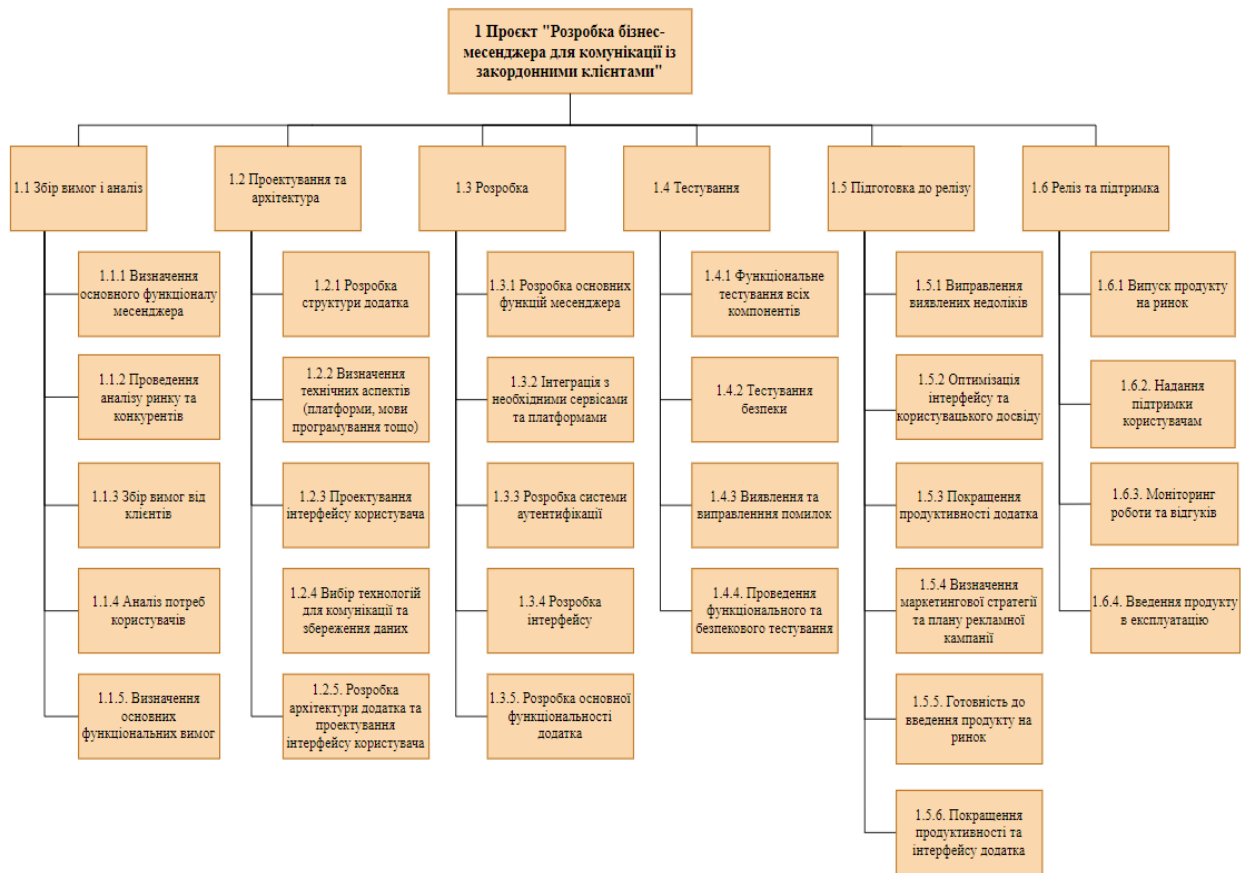 1 Проєкт "Розробка бізнес-
месенджера для комунікації із
закордонними клієнтами"
1.1 Збір вимог і аналіз
1.1.1 Визначення
основного функціоналу
месенджера
1.1.2 Проведення
аналізу ринку та
конкурентів
1.1.3 Збір вимог від
клієнтів
1.1.4 Аналіз потреб
користувачів
1.1.5. Визначення
основних
функціональних вимог
1.2 Проектування та
архітектура
1.2.1 Розробка
структури додатка
1.2.2 Визначення
технічних аспектів
(платформи, мови
програмування тощо)
1.2.3 Проектування
інтерфейсу користувача
1.2.4 Вибір технологій
для комунікації та
збереження даних
1.2.5. Розробка
архітектури додатка та
проектування
інтерфейсу користувача
1.3 Розробка
1.3.1 Розробка основних
функцій месенджера
1.3.2 Інтеграція з
необхідними сервісами
та платформами
1.3.3 Розробка системи
аутентифікації
1.3.4 Розробка
інтерфейсу
1.3.5. Розробка основної
функціональності
додатка
1.4 Тестування
1.4.1 Функціональне
тестування всіх
компонентів
1.4.2 Тестування
безпеки
1.4.3 Виявлення та
виправленння помилок
1.4.4. Проведення
функціонального та
безпекового тестування
1.5 Підготовка до релізу
1.5.1 Виправлення
виявлених недоліків
1.5.2 Оптимізація
інтерфейсу та
користувацького досвіду
1.5.3 Покращення
продуктивності додатка
1.5.4 Визначення
маркетингової стратегії
та плану рекламної
кампанії
1.5.5. Готовність до
введення продукту на
ринок
1.5.6. Покращення
продуктивності та
інтерфейсу додатка
1.6 Реліз та підтримка
1.6.1 Випуск продукту
на ринок
1.6.2. Надання
підтримки
користувачам
1.6.3. Моніторинг
роботи та відгуків
1.6.4. Введення продукту
в експлуатацію